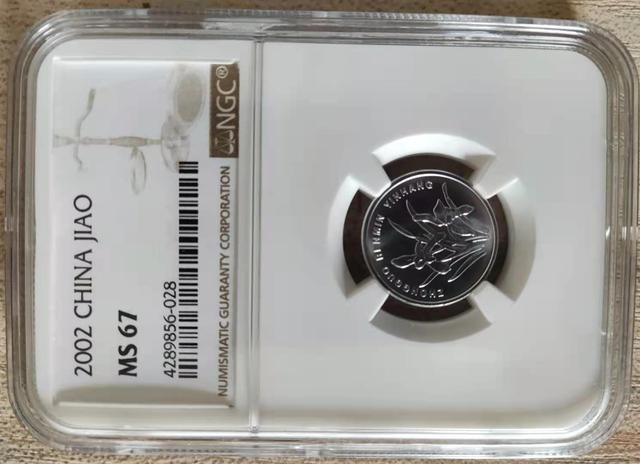 2002 CHINA JIAO
MS 67
4289856-028
NGC®
NUMISMATIC GUARANTY CORPORATION
ZHONGGUO RENMIN YINHANG